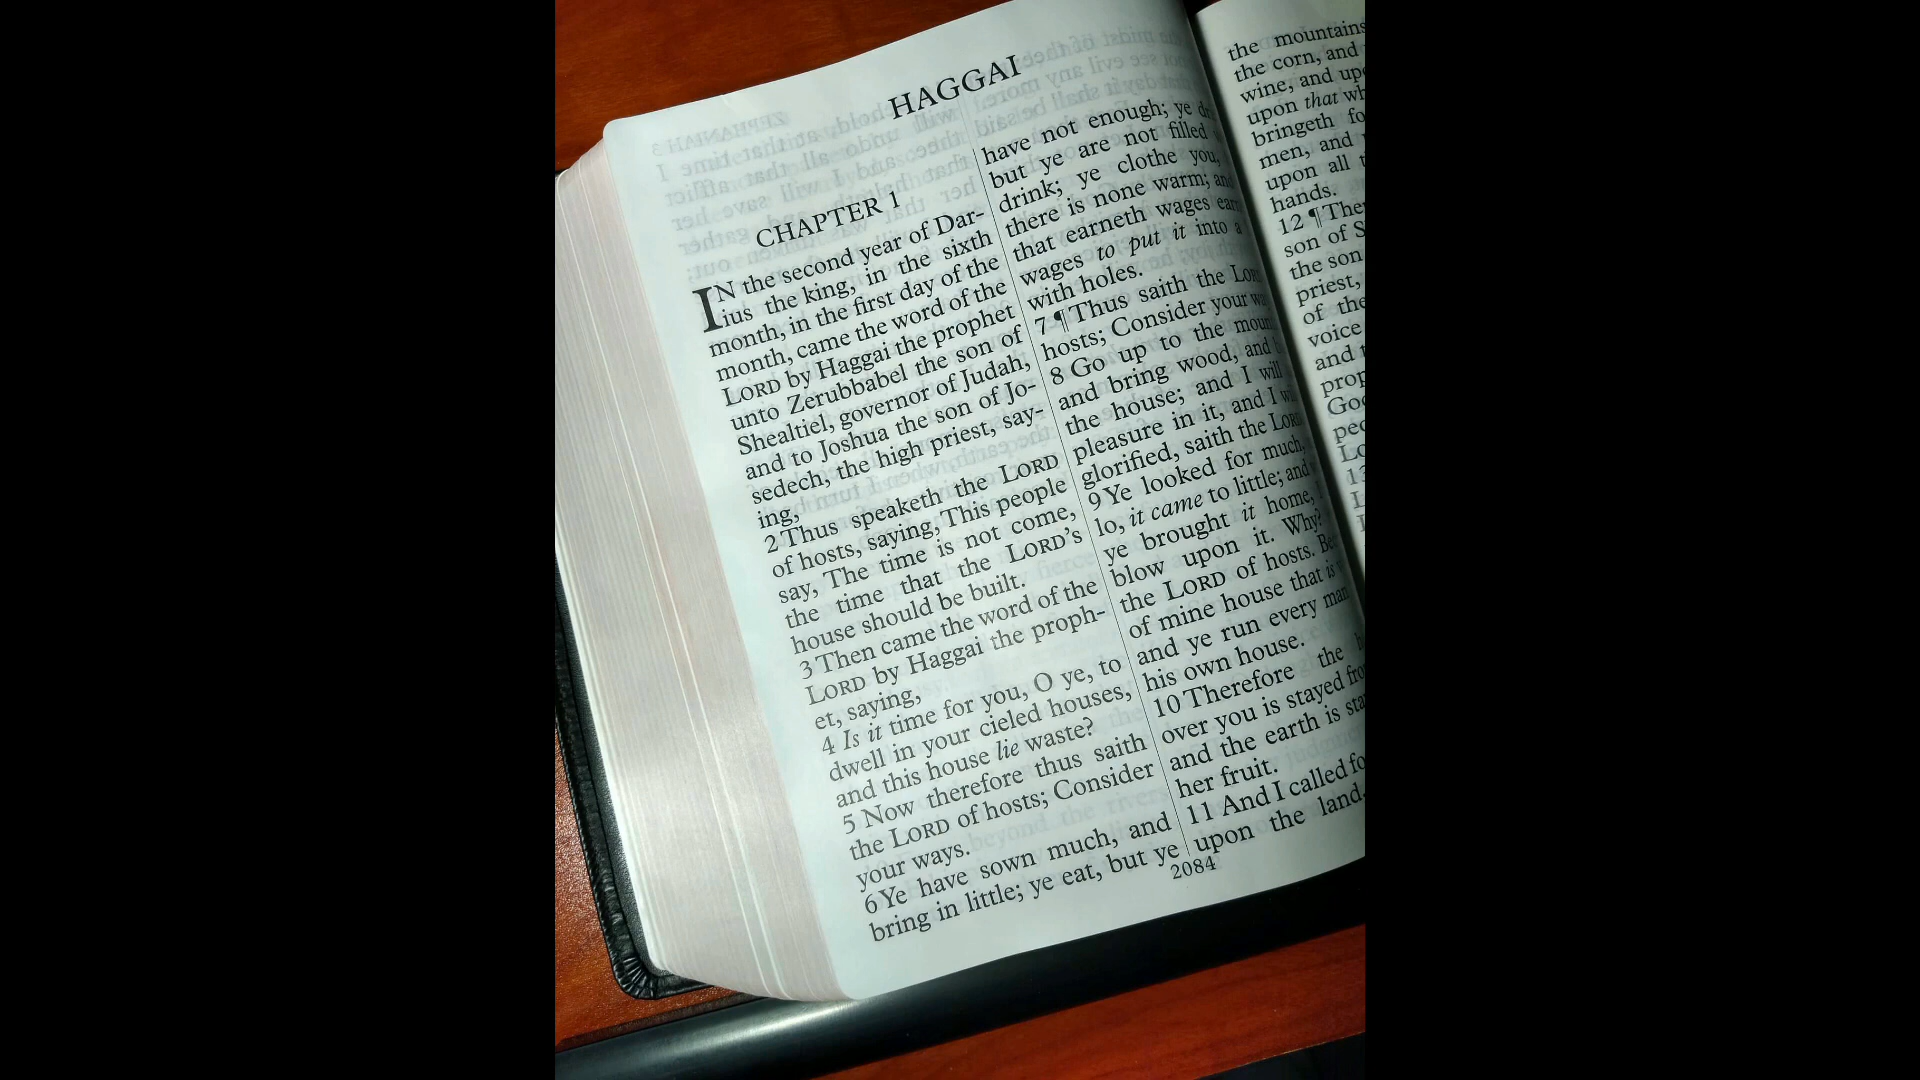 HAGGAI
CHAPTER 1
IN the second year of Dar-
ius the king, in the sixth
month, in the first day of the
month, came the word of the
LORD by Haggai the prophet
unto Zerubbabel the son of
Shealtiel, governor of Judah,
and to Joshua the son of Jo-
sedech, the high priest, say-
ing,
2 Thus speaketh the LORD
of hosts, saying, This people
say, The time is not come,
the time that the LORD'S
house should be built.
3 Then came the word of the
LORD by Haggai the proph-
et, saying,
4 Is it time for you, O ye, to
dwell in your cieled houses,
and this house lie waste?
5 Now therefore thus saith
the LORD of hosts; Consider
your ways.
6 Ye have sown much, and
bring in little; ye eat, but ye
have not enough; ye
but ye are not filled
drink; ye clothe you,
there is none warm; and
that earneth wages
wages to put it into a
with holes.
7 ¶ Thus saith the
hosts; Consider your
8 Go up to the
and bring wood, and
the house; and I will
pleasure in it, and I
glorified, saith the LORD
9 Ye looked for much,
lo, it came to little; and
ye brought it home,
blow upon it. Why?
the LORD of hosts.
of mine house that is
and ye run every man
his own house.
10 Therefore the
over you is stayed
and the earth is
her fruit.
11 And I called
upon the land,
2084
the mountains
the corn, and
wine, and
upon that
bringeth
men, and
upon all
hands.
12 ¶
son of
the son
priest,
of the
voice
and